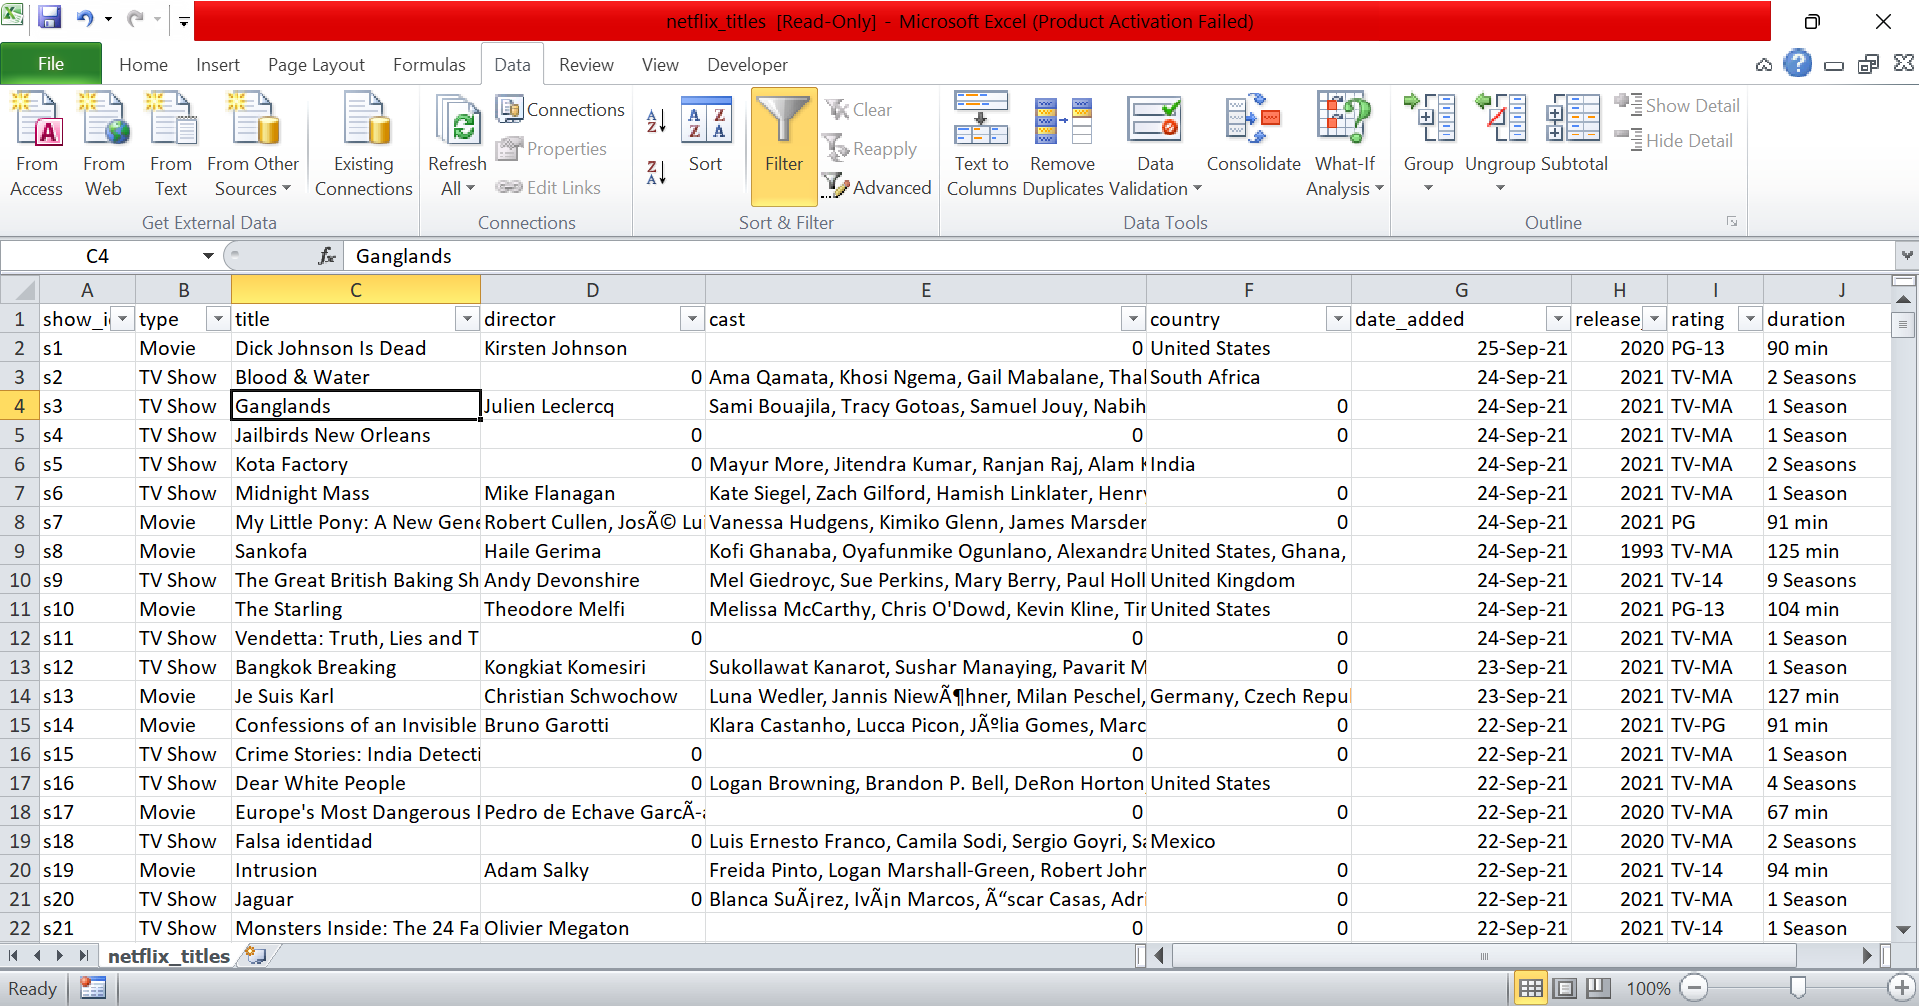 netflix_titles [Read-Only] - Microsoft Excel (Product Activation Failed)
File Home Insert Page Layout Formulas Data Review View Developer
From Access From Web From Text From Other Sources Existing Connections
Get External Data
Refresh All Connections Properties Edit Links
Connections
Sort Filter Clear Reapply Advanced
Sort & Filter
Text to Columns Remove Duplicates Data Validation Consolidate What-If Analysis
Data Tools
Group Ungroup Subtotal Show Detail Hide Detail
Outline
C4 fx Ganglands
A B C D E F G H I J
1 show_i type title director cast country date_added release_ rating duration
2 s1 Movie Dick Johnson Is Dead Kirsten Johnson 0 United States 25-Sep-21 2020 PG-13 90 min
3 s2 TV Show Blood & Water 0 Ama Qamata, Khosi Ngema, Gail Mabalane, Tha South Africa 24-Sep-21 2021 TV-MA 2 Seasons
4 s3 TV Show Ganglands Julien Leclercq Sami Bouajila, Tracy Gotoas, Samuel Jouy, Nabih 0 24-Sep-21 2021 TV-MA 1 Season
5 s4 TV Show Jailbirds New Orleans 0 0 0 24-Sep-21 2021 TV-MA 1 Season
6 s5 TV Show Kota Factory 0 Mayur More, Jitendra Kumar, Ranjan Raj, Alam K India 24-Sep-21 2021 TV-MA 2 Seasons
7 s6 TV Show Midnight Mass Mike Flanagan Kate Siegel, Zach Gilford, Hamish Linklater, Henry 0 24-Sep-21 2021 TV-MA 1 Season
8 s7 Movie My Little Pony: A New Gene Robert Cullen, JosÃ© Lui Vanessa Hudgens, Kimiko Glenn, James Marsden 0 24-Sep-21 2021 PG 91 min
9 s8 Movie Sankofa Haile Gerima Kofi Ghanaba, Oyafunmike Ogunlano, Alexandra United States, Ghana, 24-Sep-21 1993 TV-MA 125 min
10 s9 TV Show The Great British Baking Sh Andy Devonshire Mel Giedroyc, Sue Perkins, Mary Berry, Paul Holl United Kingdom 24-Sep-21 2021 TV-14 9 Seasons
11 s10 Movie The Starling Theodore Melfi Melissa McCarthy, Chris O'Dowd, Kevin Kline, Tim United States 24-Sep-21 2021 PG-13 104 min
12 s11 TV Show Vendetta: Truth, Lies and T 0 0 0 24-Sep-21 2021 TV-MA 1 Season
13 s12 TV Show Bangkok Breaking Kongkiat Komesiri Sukollawat Kanarot, Sushar Manaying, Pavarit M 0 23-Sep-21 2021 TV-MA 1 Season
14 s13 Movie Je Suis Karl Christian Schwochow Luna Wedler, Jannis NiewÃ¶hner, Milan Peschel, Germany, Czech Repu 23-Sep-21 2021 TV-MA 127 min
15 s14 Movie Confessions of an Invisible Bruno Garotti Klara Castanho, Lucca Picon, JÃºlia Gomes, Marc 0 22-Sep-21 2021 TV-PG 91 min
16 s15 TV Show Crime Stories: India Detecti 0 0 0 22-Sep-21 2021 TV-MA 1 Season
17 s16 TV Show Dear White People 0 Logan Browning, Brandon P. Bell, DeRon Horton, United States 22-Sep-21 2021 TV-MA 4 Seasons
18 s17 Movie Europe's Most Dangerous Pedro de Echave GarcÃ-a 0 0 22-Sep-21 2020 TV-MA 67 min
19 s18 TV Show Falsa identidad 0 Luis Ernesto Franco, Camila Sodi, Sergio Goyri, Sa Mexico 22-Sep-21 2020 TV-MA 2 Seasons
20 s19 Movie Intrusion Adam Salky Freida Pinto, Logan Marshall-Green, Robert John 0 22-Sep-21 2021 TV-14 94 min
21 s20 TV Show Jaguar 0 Blanca SuÃ¡rez, IvÃ¡n Marcos, Ã“scar Casas, Adri 0 22-Sep-21 2021 TV-MA 1 Season
22 s21 TV Show Monsters Inside: The 24 Fa Olivier Megaton 0 0 22-Sep-21 2021 TV-14 1 Season
netflix_titles
Ready 100%